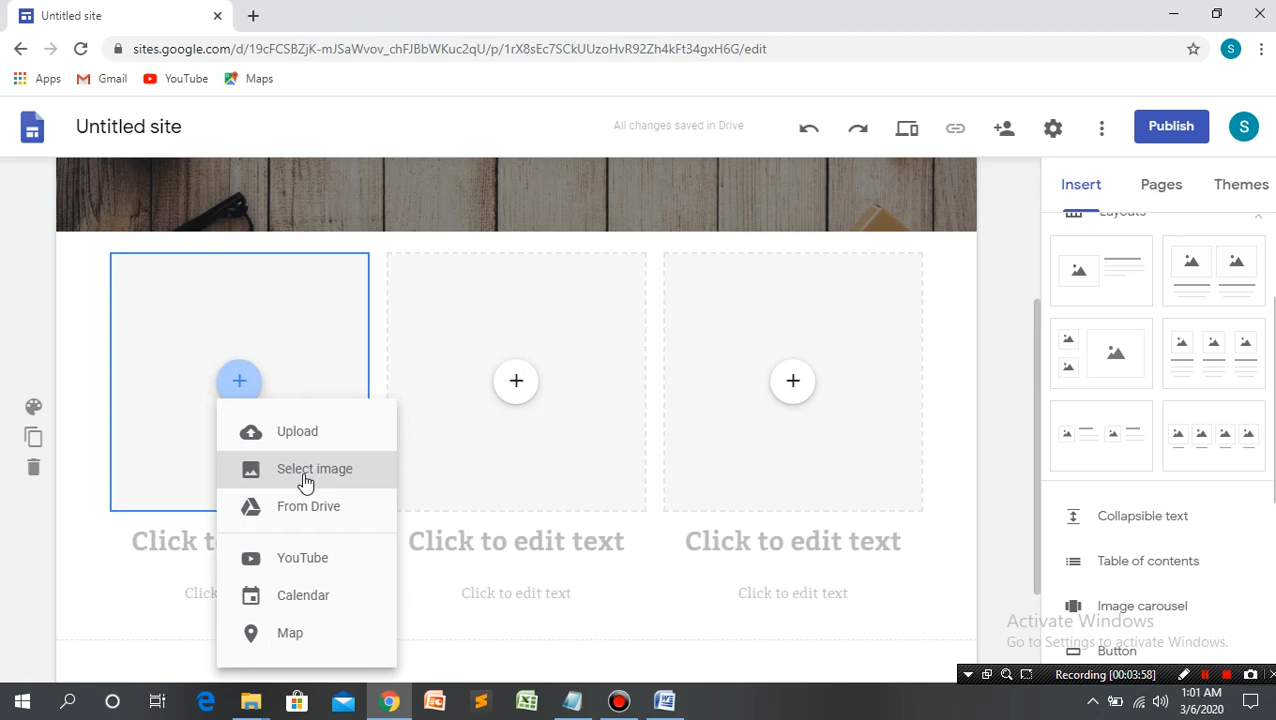 Untitled site
sites.google.com/d/19cFCSBZjK-mJSaWvov_chFJBbWKuc2qU/p/1rX8sEc7SCkUUzoHvR92Zh4kFt34gxH6G/edit
S
Apps
Gmail
YouTube
Maps
Untitled site
All changes saved in Drive
Publish
S
Insert
Pages
Themes
Layouts
Upload
Select image
From Drive
YouTube
Calendar
Map
Click t
Click to edit text
Click to edit text
Click
Click to edit text
Click to edit text
Collapsible text
Table of contents
Image carousel
Button
Activate Windows
Go to Settings to activate Windows.
Recording [00:03:58]
1:01 AM
3/6/2020